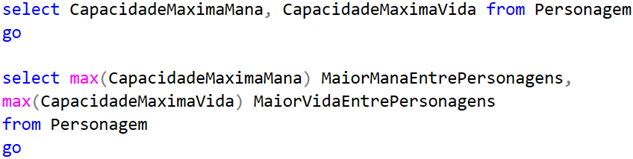 select CapacidadeMaximaMana, CapacidadeMaximaVida from Personagem
go
select max(CapacidadeMaximaMana) MaiorManaEntrePersonagens,
max(CapacidadeMaximaVida) MaiorVidaEntrePersonagens
from Personagem
go